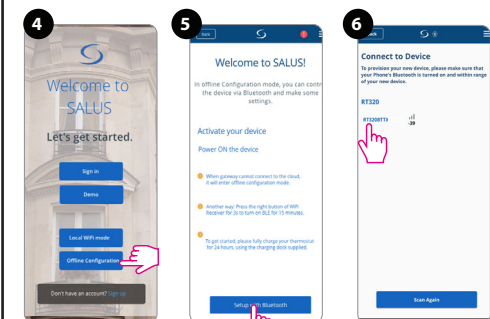 4
Welcome to
SALUS
Let's get started.
Sign in
Demo
Local WiFi mode
Offline Configuration
Don't have an account? Sign up
5
Back
Welcome to SALUS!
In offline Configuration mode, you can contr
the device via Bluetooth and make some
settings.
Activate your device
Power ON the device
When gateway cannot connect to the cloud,
it will enter offline configuration mode.
Another way: Press the right button of WiFi
Receiver for 3s to turn on BLE for 15 minutes.
To get started, please fully charge your thermostat
for 24 hours, using the charging dock supplied.
Setup with Bluetooth
6
Back
Connect to Device
To provision your new device, please make sure that
your Phone's Bluetooth is turned on and within range
of your new device.
RT320
RT320BTTX
-39
Scan Again